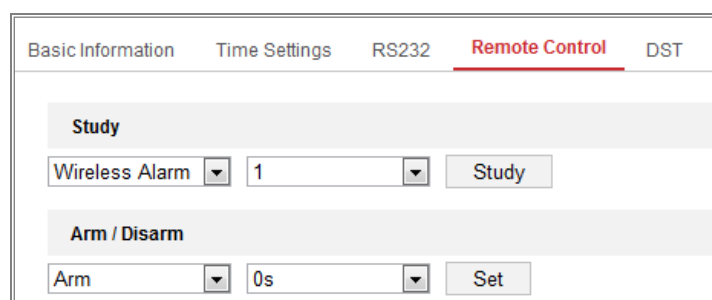 Basic Information Time Settings RS232 Remote Control DST
Study
Wireless Alarm 1 Study
Arm / Disarm
Arm 0s Set